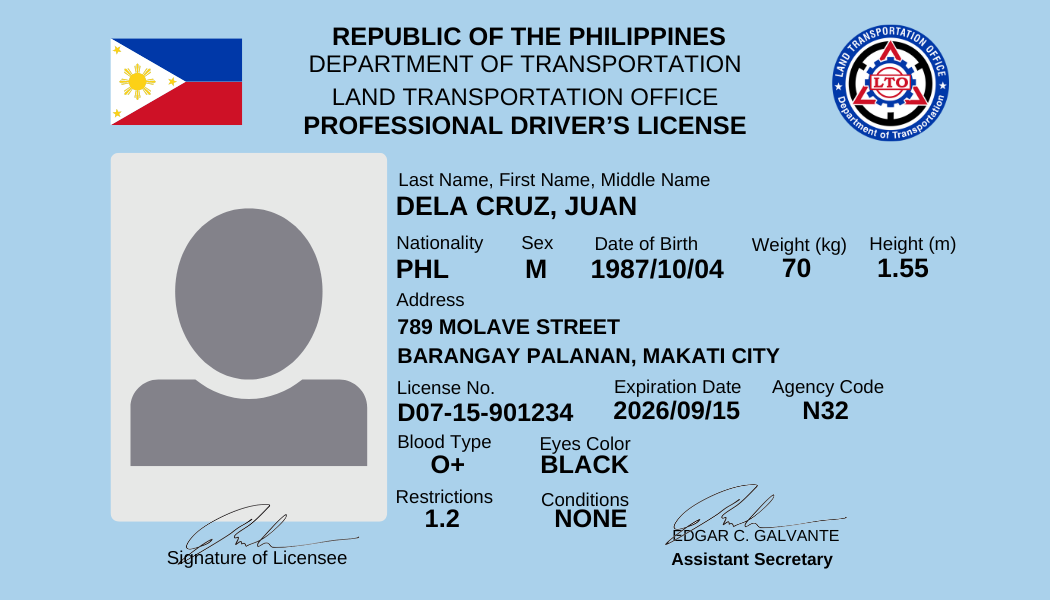 REPUBLIC OF THE PHILIPPINES
DEPARTMENT OF TRANSPORTATION
LAND TRANSPORTATION OFFICE
PROFESSIONAL DRIVER’S LICENSE
LAND TRANSPORTATION OFFICE
LTO
Department of Transportation
Last Name, First Name, Middle Name
DELA CRUZ, JUAN
Nationality Sex Date of Birth Weight (kg) Height (m)
PHL M 1987/10/04 70 1.55
Address
789 MOLAVE STREET
BARANGAY PALANAN, MAKATI CITY
License No. Expiration Date Agency Code
D07-15-901234 2026/09/15 N32
Blood Type Eyes Color
O+ BLACK
Restrictions Conditions
1.2 NONE
Signature of Licensee
EDGAR C. GALVANTE
Assistant Secretary